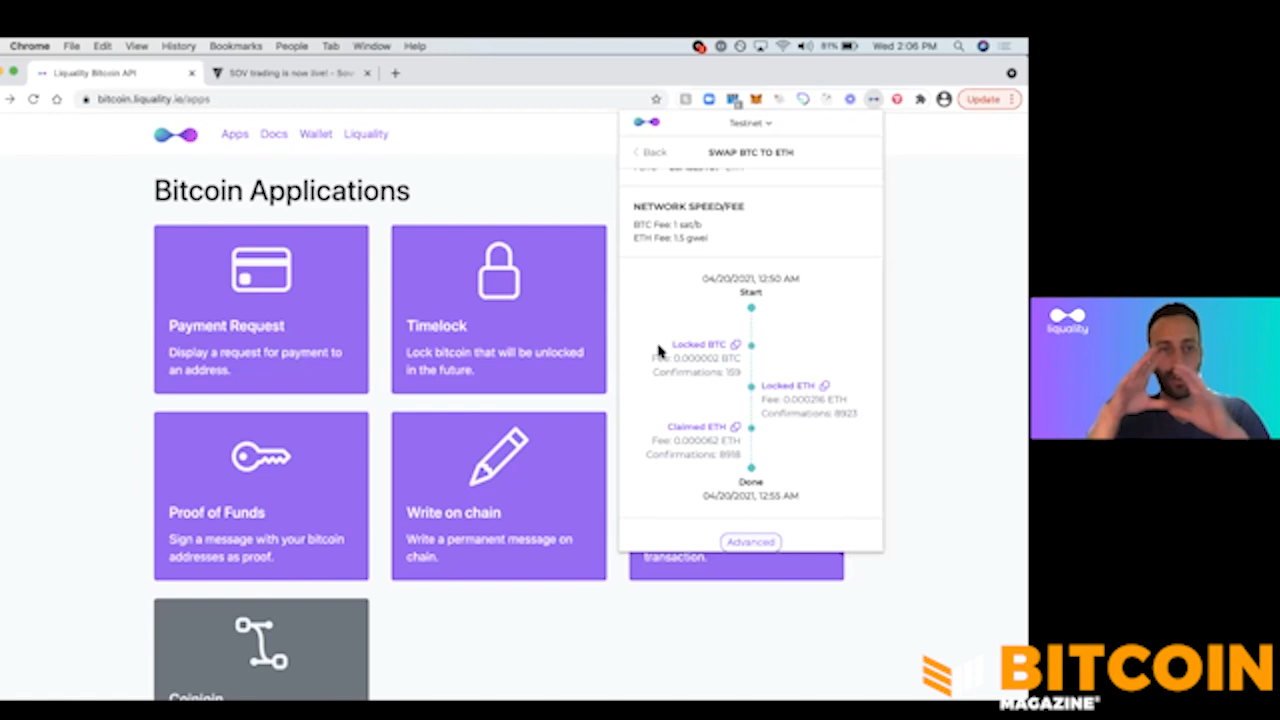 Chrome File Edit View History Bookmarks People Tab Window Help
81% Wed 2:06 PM
Liquality Bitcoin API
SOV trading is now live! - Sov
bitcoin.liquality.io/apps
Update
Apps Docs Wallet Liquality
Bitcoin Applications
Payment Request
Display a request for payment to
an address.
Timelock
Lock bitcoin that will be unlocked
in the future.
Proof of Funds
Sign a message with your bitcoin
addresses as proof.
Write on chain
Write a permanent message on
chain.
transaction.
Coinjoin
Testnet
Back
SWAP BTC TO ETH
NETWORK SPEED/FEE
BTC Fee: 1 sat/b
ETH Fee: 1.5 gwei
04/20/2021, 12:50 AM
Start
Locked BTC
Fee: 0.000002 BTC
Confirmations: 159
Locked ETH
Fee: 0.000216 ETH
Confirmations: 8923
Claimed ETH
Fee: 0.000062 ETH
Confirmations: 8918
Done
04/20/2021, 12:55 AM
Advanced
liquality
BITCOIN
MAGAZINE